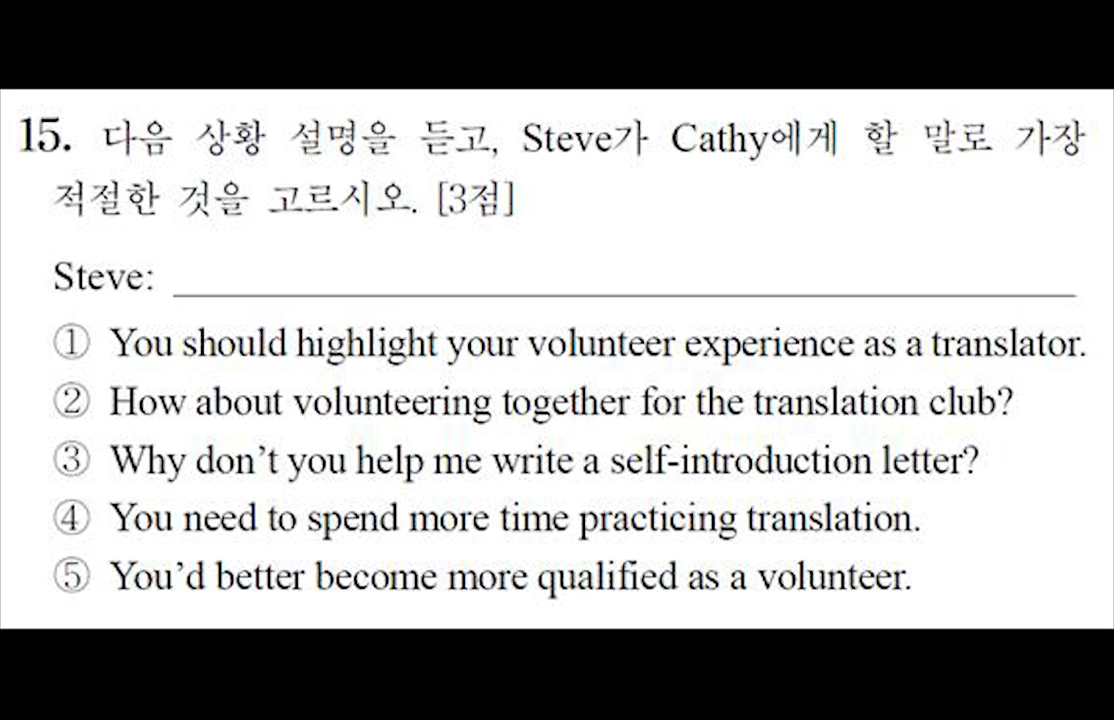 15. 다음 상황 설명을 듣고, Steve가 Cathy에게 할 말로 가장
적절한 것을 고르시오. [3점]
Steve:
① You should highlight your volunteer experience as a translator.
② How about volunteering together for the translation club?
③ Why don't you help me write a self-introduction letter?
④ You need to spend more time practicing translation.
⑤ You'd better become more qualified as a volunteer.